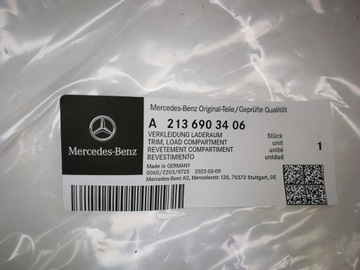 Mercedes-Benz Original-Teile/Geprüfte Qualität
A 213 690 34 06
VERKLEIDUNG LADERAUM
TRIM, LOAD COMPARTMENT
REVETEMENT COMPARTIMENT
REVESTIMIENTO
Stück
unit
unité
unidad
1
Made in GERMANY
0060/2203/9725 2022-03-09
Mercedes-Benz AG, Mercedesstr.120, 70372 Stuttgart, DE
Mercedes-Benz